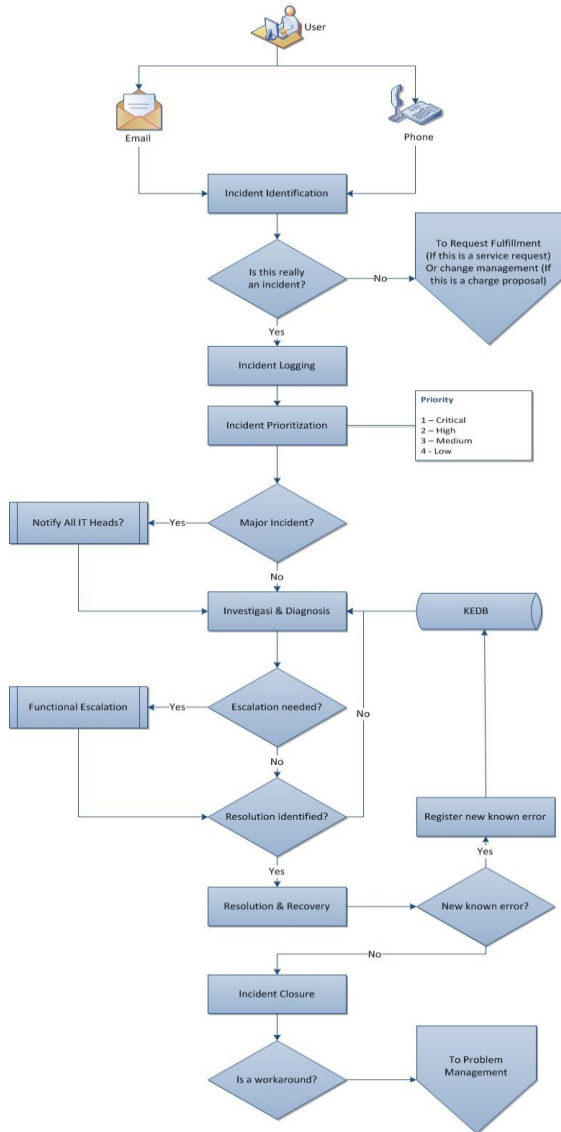 User
Email
Phone
Incident Identification
Is this really
an incident?
No
To Request Fulfillment
(If this is a service request)
Or change management (If
this is a charge proposal)
Yes
Incident Logging
Incident Prioritization
Priority
1 – Critical
2 – High
3 – Medium
4 - Low
Notify All IT Heads?
Yes
Major Incident?
No
Investigasi & Diagnosis
KEDB
Functional Escalation
Yes
Escalation needed?
No
No
Resolution identified?
Register new known error
Yes
Yes
Resolution & Recovery
New known error?
No
Incident Closure
Is a workaround?
To Problem
Management